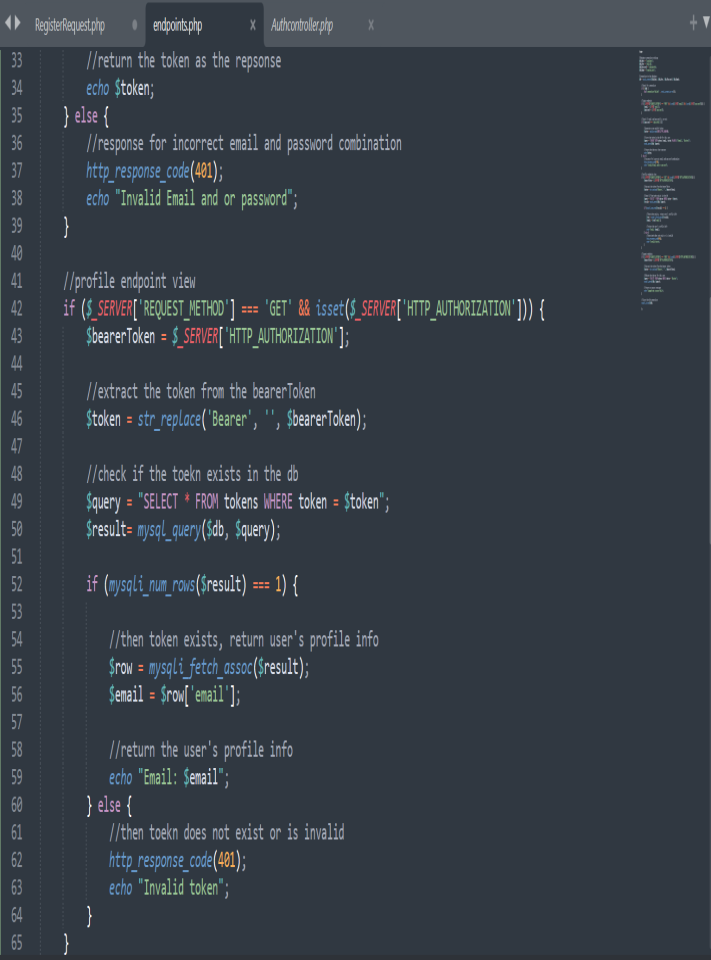 RegisterRequest.php endpoints.php × Authcontroller.php × +
33 //return the token as the repsonse
34 echo $token;
35 } else {
36 //response for incorrect email and password combination
37 http_response_code(401);
38 echo "Invalid Email and or password";
39 }
40
41 //profile endpoint view
42 if ($_SERVER['REQUEST_METHOD'] === 'GET' && isset($_SERVER['HTTP_AUTHORIZATION'])) {
43 $bearerToken = $_SERVER['HTTP_AUTHORIZATION'];
44
45 //extract the token from the bearerToken
46 $token = str_replace('Bearer', '', $bearerToken);
47
48 //check if the toekn exists in the db
49 $query = "SELECT * FROM tokens WHERE token = $token";
50 $result= mysql_query($db, $query);
51
52 if (mysqli_num_rows($result) === 1) {
53
54 //then token exists, return user's profile info
55 $row = mysqli_fetch_assoc($result);
56 $email = $row['email'];
57
58 //return the user's profile info
59 echo "Email: $email";
60 } else {
61 //then toekn does not exist or is invalid
62 http_response_code(401);
63 echo "Invalid token";
64 }
65 }